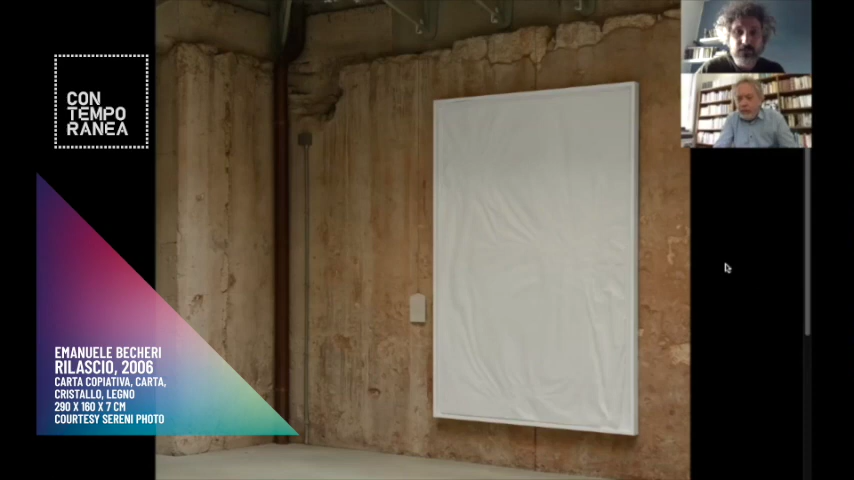 CON
TEMPO
RANEA
EMANUELE BECHERI
RILASCIO, 2006
CARTA COPIATIVA, CARTA,
CRISTALLO, LEGNO
290 X 160 X 7 CM
COURTESY SERENI PHOTO